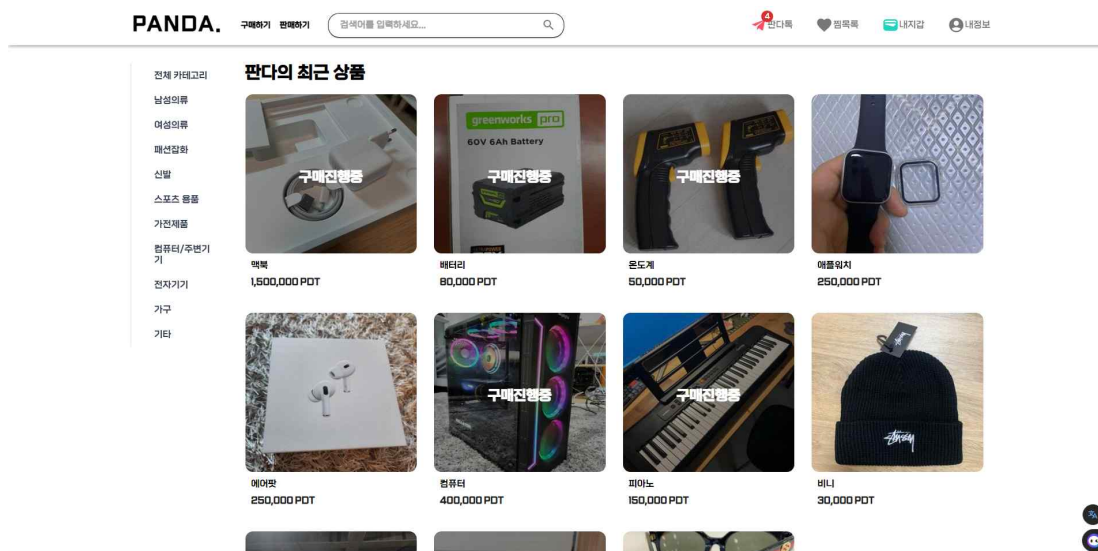 PANDA.
구매하기 판매하기
검색어를 입력하세요...
4
판다톡
찜목록
내지갑
내정보
전체 카테고리
남성의류
여성의류
패션잡화
신발
스포츠 용품
가전제품
컴퓨터/주변기
기
전자기기
가구
기타
판다의 최근 상품
구매진행중
맥북
1,500,000 PDT
greenworks pro
60V 6Ah Battery
구매진행중
배터리
80,000 PDT
구매진행중
온도계
50,000 PDT
애플워치
250,000 PDT
에어팟
250,000 PDT
구매진행중
컴퓨터
400,000 PDT
구매진행중
피아노
150,000 PDT
stüssy
비니
30,000 PDT